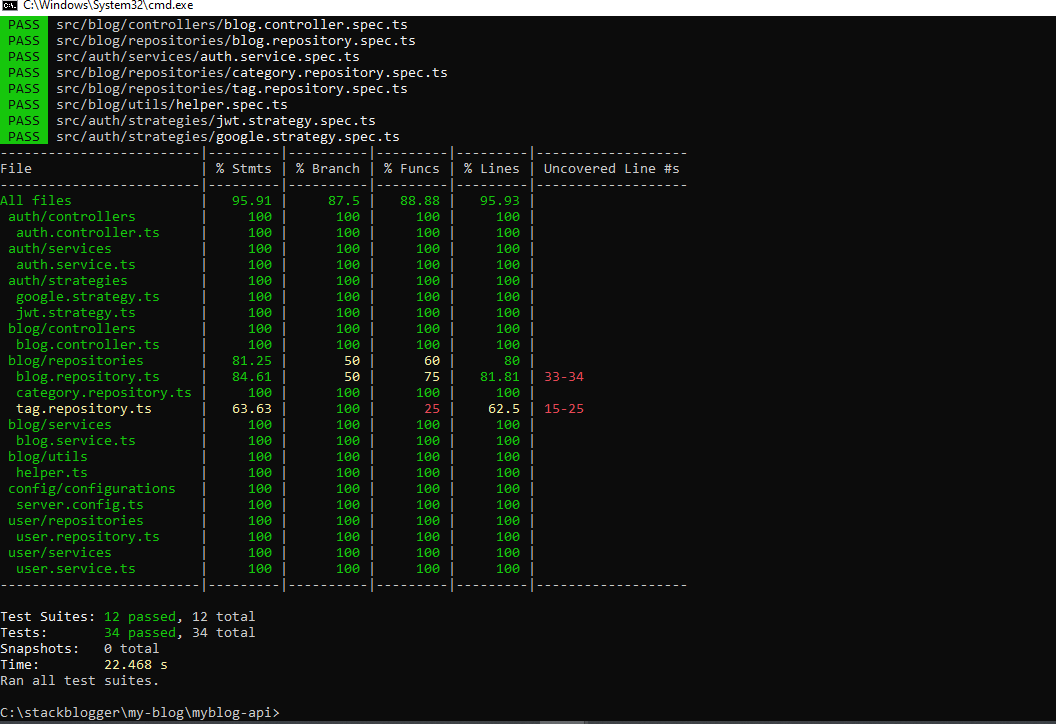 C:\Windows\System32\cmd.exe
PASS src/blog/controllers/blog.controller.spec.ts
PASS src/blog/repositories/blog.repository.spec.ts
PASS src/auth/services/auth.service.spec.ts
PASS src/blog/repositories/category.repository.spec.ts
PASS src/blog/repositories/tag.repository.spec.ts
PASS src/blog/utils/helper.spec.ts
PASS src/auth/strategies/jwt.strategy.spec.ts
PASS src/auth/strategies/google.strategy.spec.ts
-------------------------|---------|----------|---------|---------|-------------------
File | % Stmts | % Branch | % Funcs | % Lines | Uncovered Line #s
-------------------------|---------|----------|---------|---------|-------------------
All files | 95.91 | 87.5 | 88.88 | 95.93 |
auth/controllers | 100 | 100 | 100 | 100 |
auth.controller.ts | 100 | 100 | 100 | 100 |
auth/services | 100 | 100 | 100 | 100 |
auth.service.ts | 100 | 100 | 100 | 100 |
auth/strategies | 100 | 100 | 100 | 100 |
google.strategy.ts | 100 | 100 | 100 | 100 |
jwt.strategy.ts | 100 | 100 | 100 | 100 |
blog/controllers | 100 | 100 | 100 | 100 |
blog.controller.ts | 100 | 100 | 100 | 100 |
blog/repositories | 81.25 | 50 | 60 | 80 |
blog.repository.ts | 84.61 | 50 | 75 | 81.81 | 33-34
category.repository.ts | 100 | 100 | 100 | 100 |
tag.repository.ts | 63.63 | 100 | 25 | 62.5 | 15-25
blog/services | 100 | 100 | 100 | 100 |
blog.service.ts | 100 | 100 | 100 | 100 |
blog/utils | 100 | 100 | 100 | 100 |
helper.ts | 100 | 100 | 100 | 100 |
config/configurations | 100 | 100 | 100 | 100 |
server.config.ts | 100 | 100 | 100 | 100 |
user/repositories | 100 | 100 | 100 | 100 |
user.repository.ts | 100 | 100 | 100 | 100 |
user/services | 100 | 100 | 100 | 100 |
user.service.ts | 100 | 100 | 100 | 100 |
-------------------------|---------|----------|---------|---------|-------------------
Test Suites: 12 passed, 12 total
Tests: 34 passed, 34 total
Snapshots: 0 total
Time: 22.468 s
Ran all test suites.
C:\stackblogger\my-blog\myblog-api>